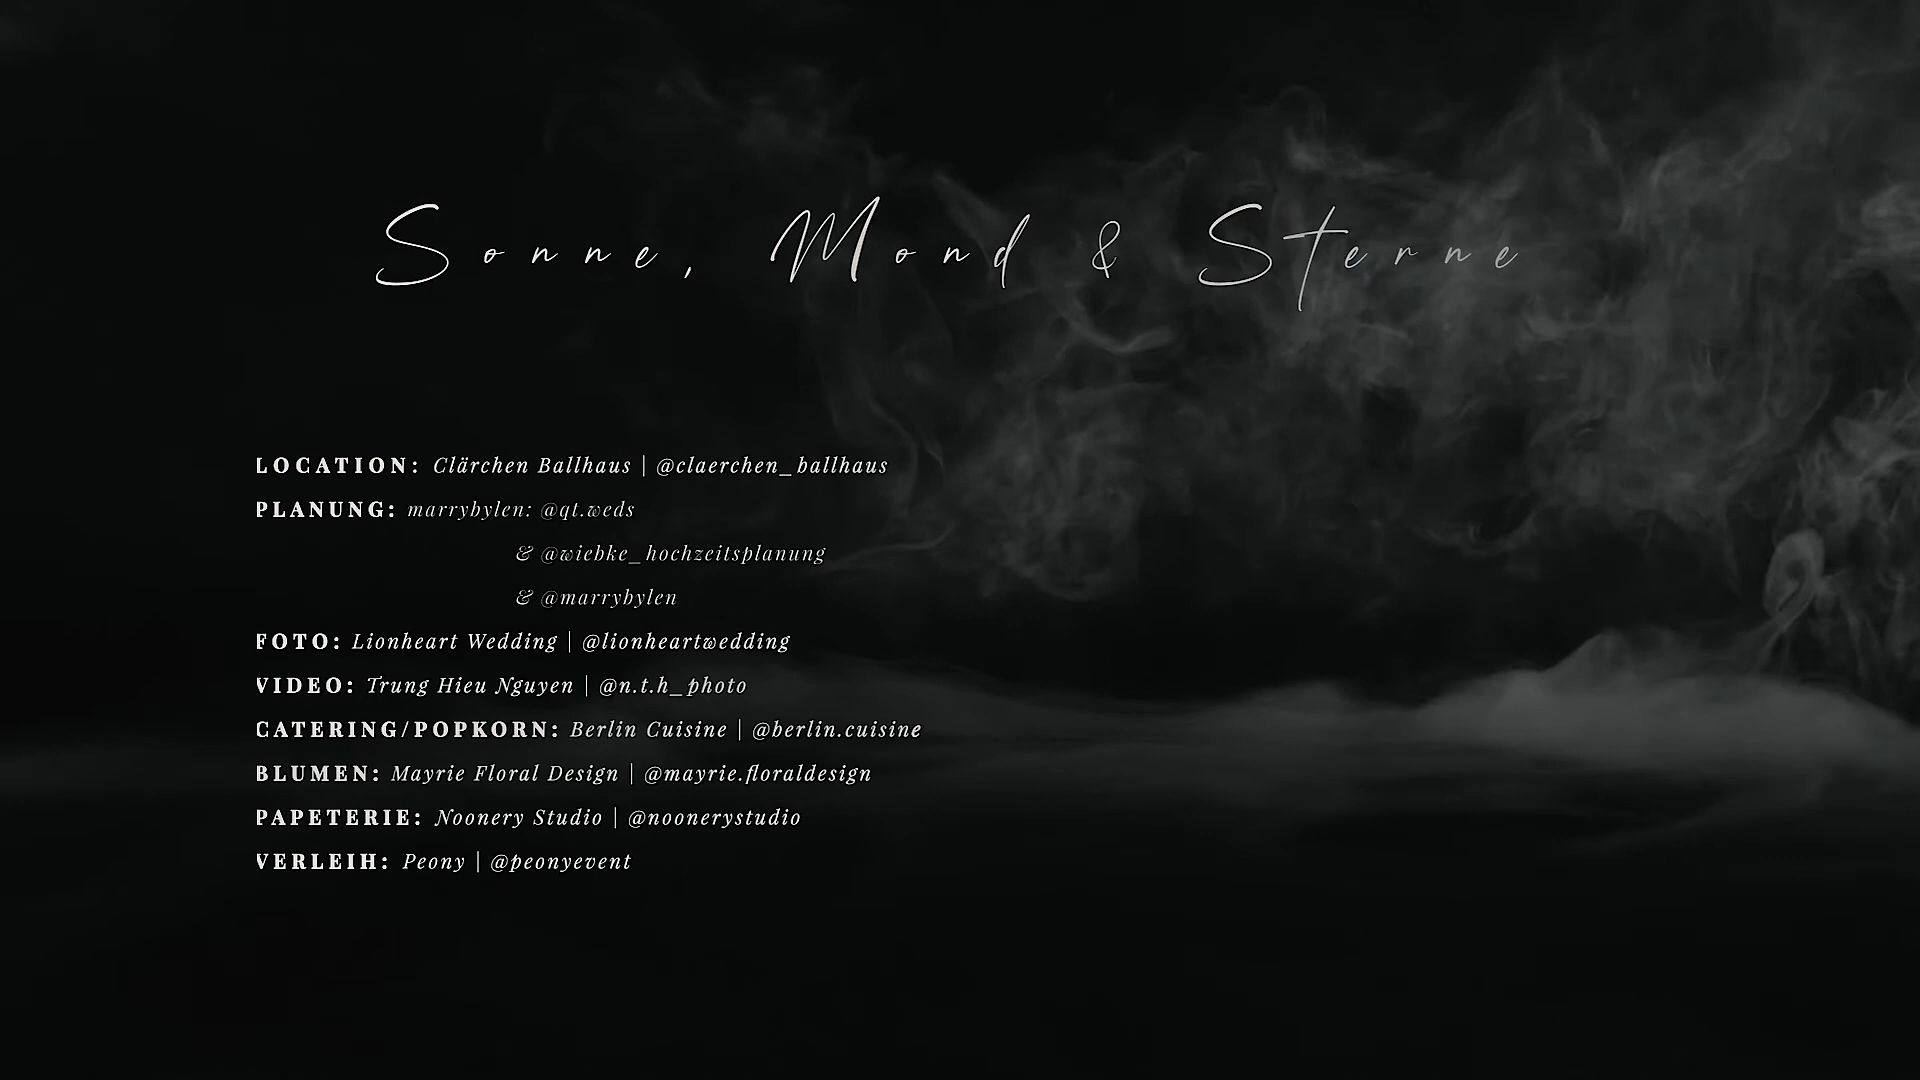 Sonne, Mond & Sterne
LOCATION: Clärchen Ballhaus | @claerchen_ballhaus
PLANUNG: marrybylen: @qt.weds
& @wiebke_hochzeitsplanung
& @marrybylen
FOTO: Lionheart Wedding | @lionheartwedding
VIDEO: Trung Hieu Nguyen | @n.t.h_photo
CATERING/POPKORN: Berlin Cuisine | @berlin.cuisine
BLUMEN: Mayrie Floral Design | @mayrie.floraldesign
PAPETERIE: Noonery Studio | @noonerystudio
VERLEIH: Peony | @peonyevent